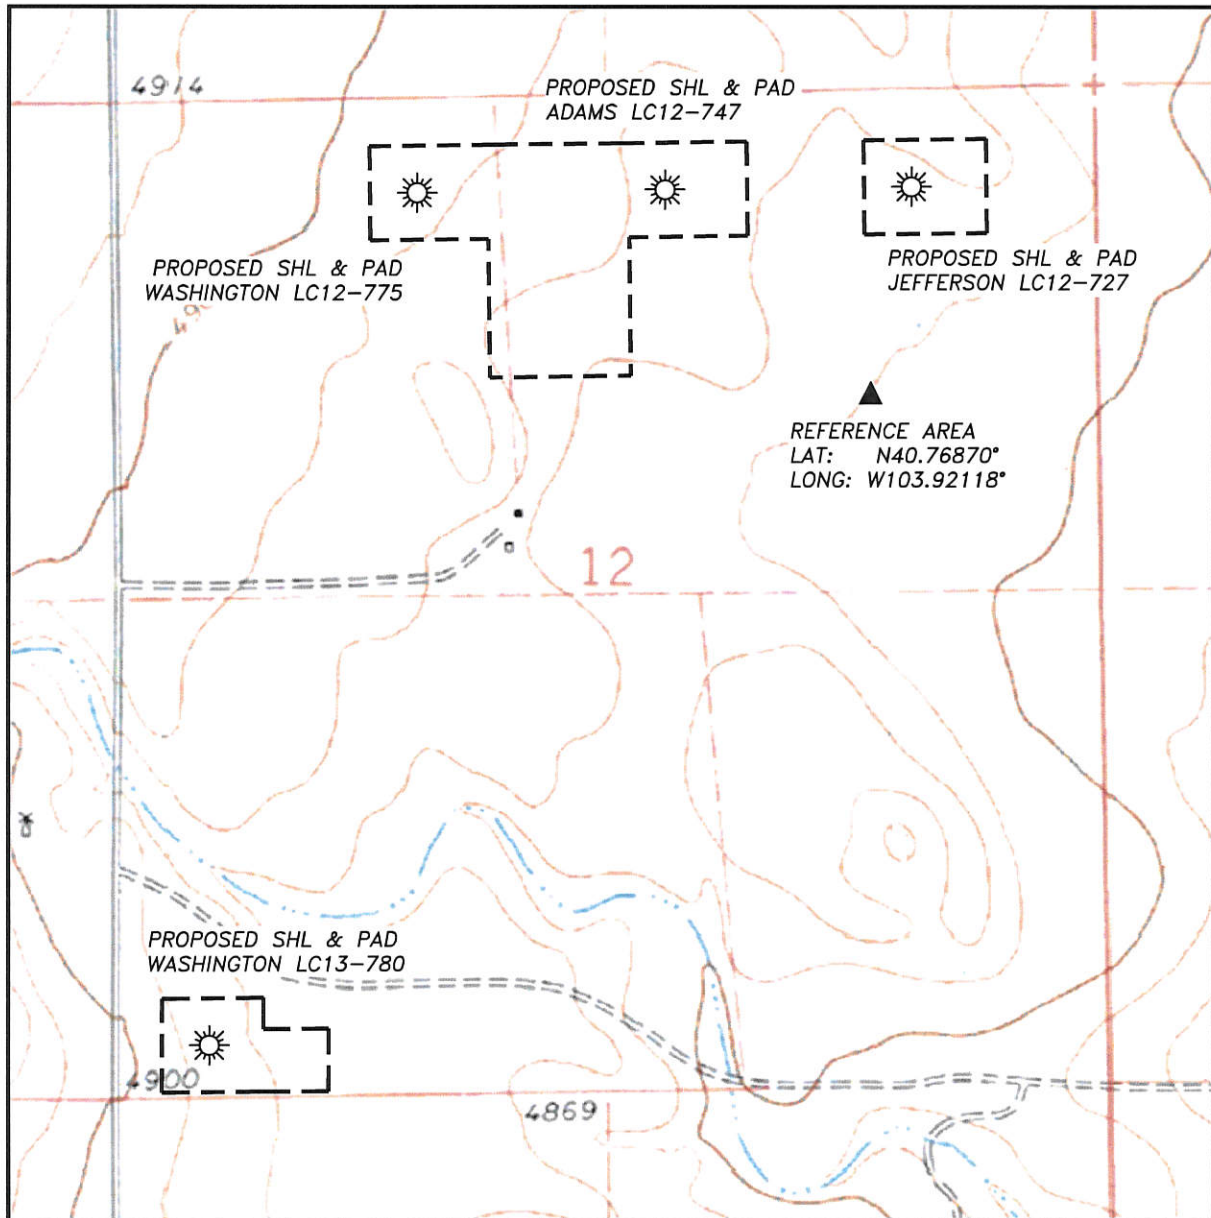 4914
PROPOSED SHL & PAD
ADAMS LC12-747
PROPOSED SHL & PAD
WASHINGTON LC12-775
PROPOSED SHL & PAD
JEFFERSON LC12-727
REFERENCE AREA
LAT: N40.76870°
LONG: W103.92118°
12
PROPOSED SHL & PAD
WASHINGTON LC13-780
4900
4869